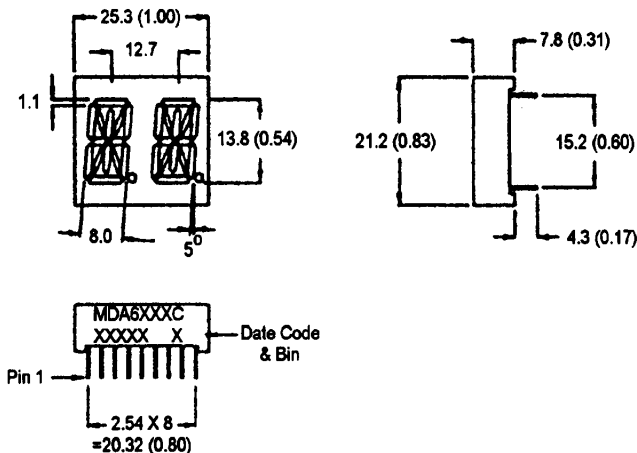 25.3 (1.00)
12.7
1.1
13.8 (0.54)
8.0
5°
7.8 (0.31)
21.2 (0.83)
15.2 (0.60)
4.3 (0.17)
MDA6XXXC
XXXXX X
Date Code
& Bin
Pin 1
2.54 X 8
=20.32 (0.80)